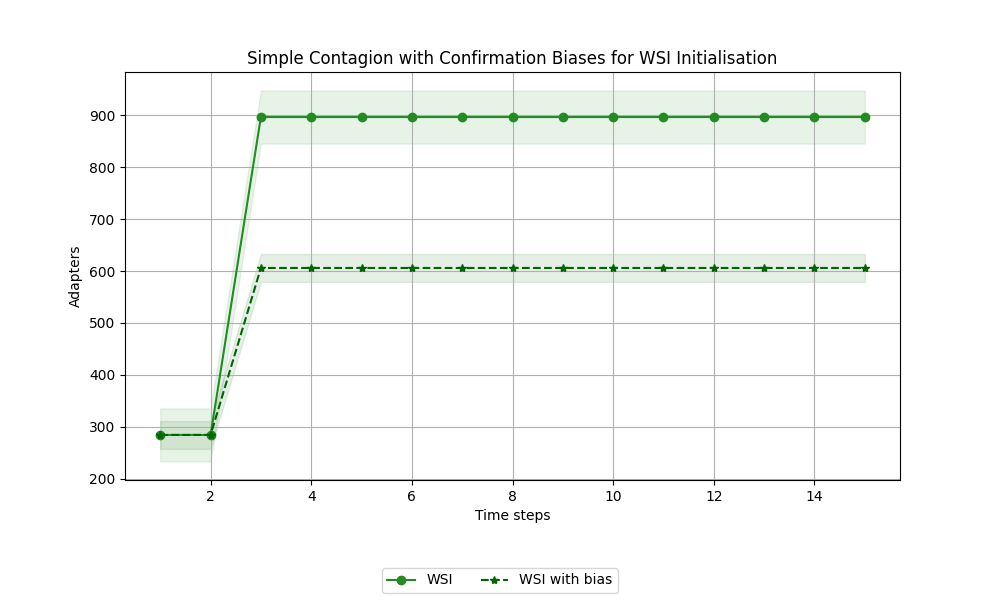 Simple Contagion with Confirmation Biases for WSI Initialisation
900
800
700
600
500
400
300
200
Adapters
2 4 6 8 10 12 14
Time steps
WSI WSI with bias